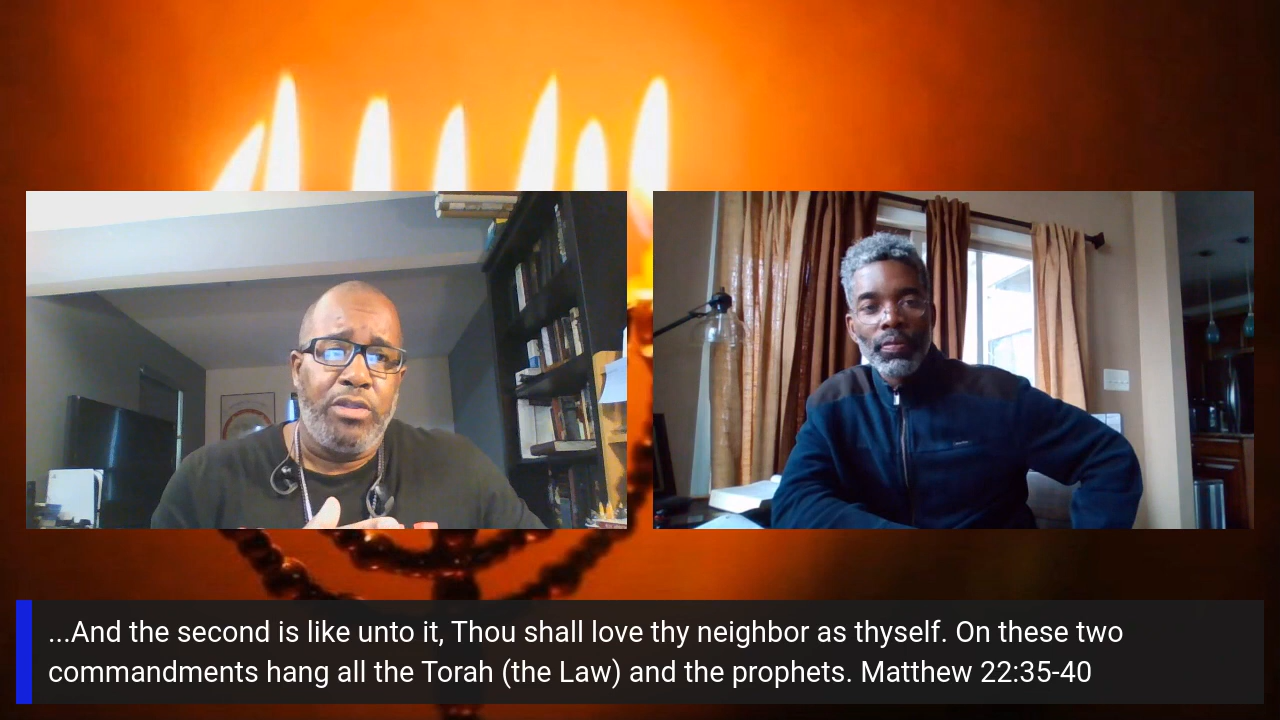 ...And the second is like unto it, Thou shall love thy neighbor as thyself. On these two
commandments hang all the Torah (the Law) and the prophets. Matthew 22:35-40